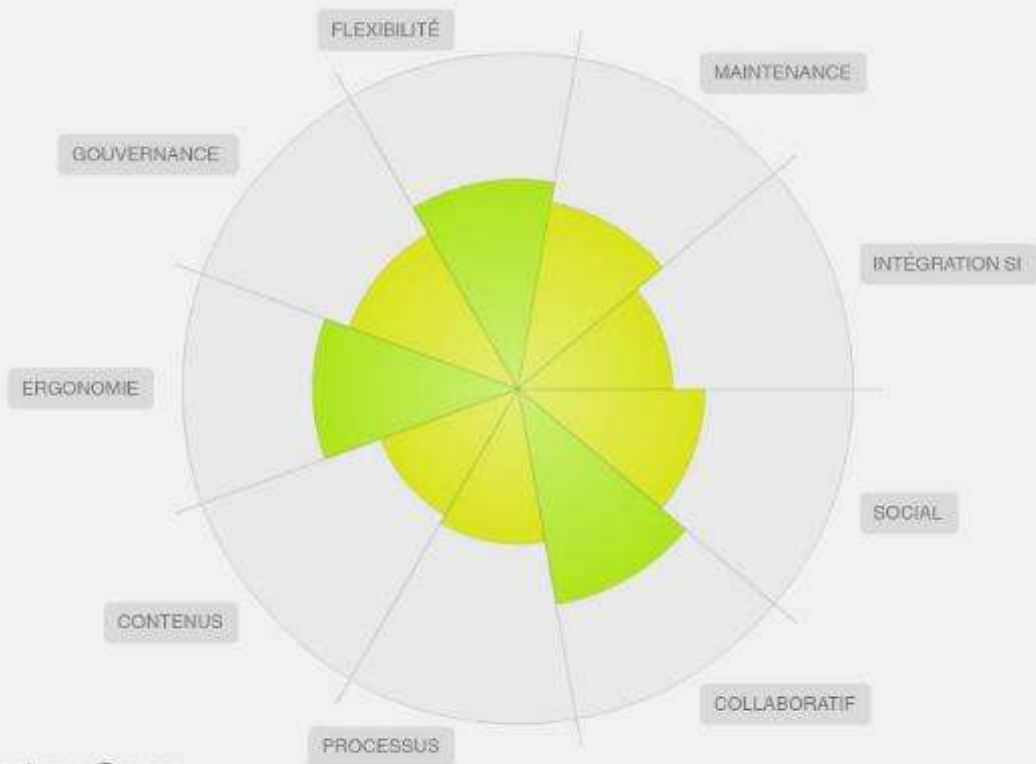 FLEXIBILITÉ
MAINTENANCE
GOUVERNANCE
INTÉGRATION SI
ERGONOMIE
SOCIAL
CONTENUS
COLLABORATIF
PROCESSUS